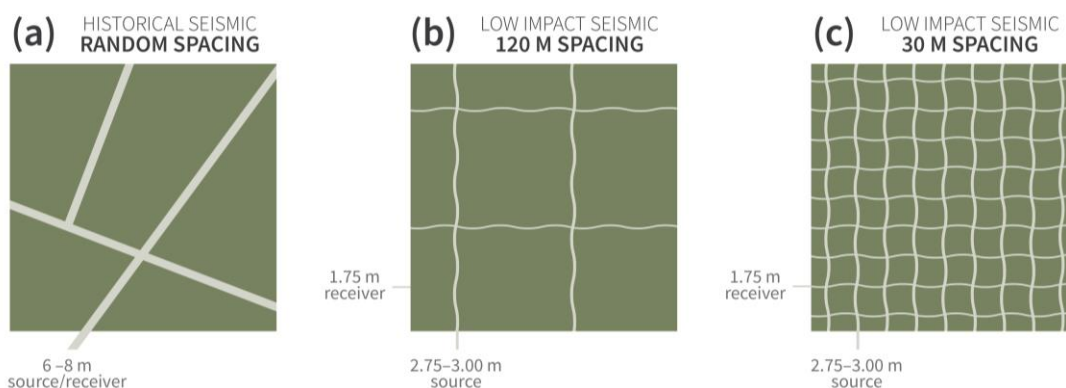 (a) HISTORICAL SEISMIC
RANDOM SPACING
6 –8 m
source/receiver
(b) LOW IMPACT SEISMIC
120 M SPACING
1.75 m
receiver
2.75–3.00 m
source
(c) LOW IMPACT SEISMIC
30 M SPACING
1.75 m
receiver
2.75–3.00 m
source